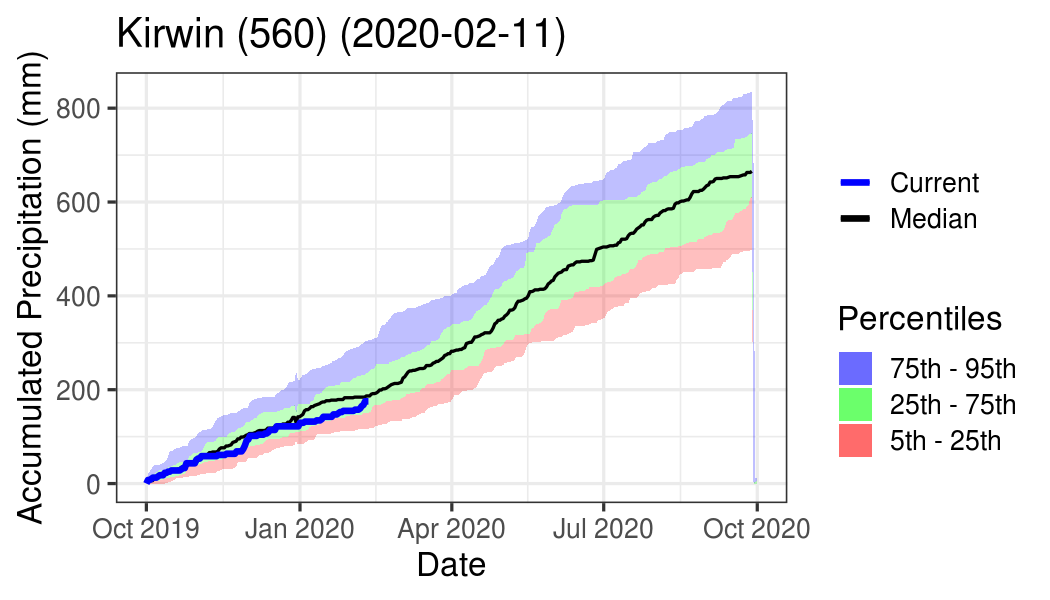 Kirwin (560) (2020-02-11)
Accumulated Precipitation (mm)
800
600
400
200
0
Oct 2019
Jan 2020
Apr 2020
Jul 2020
Oct 2020
Date
Current
Median
Percentiles
75th - 95th
25th - 75th
5th - 25th